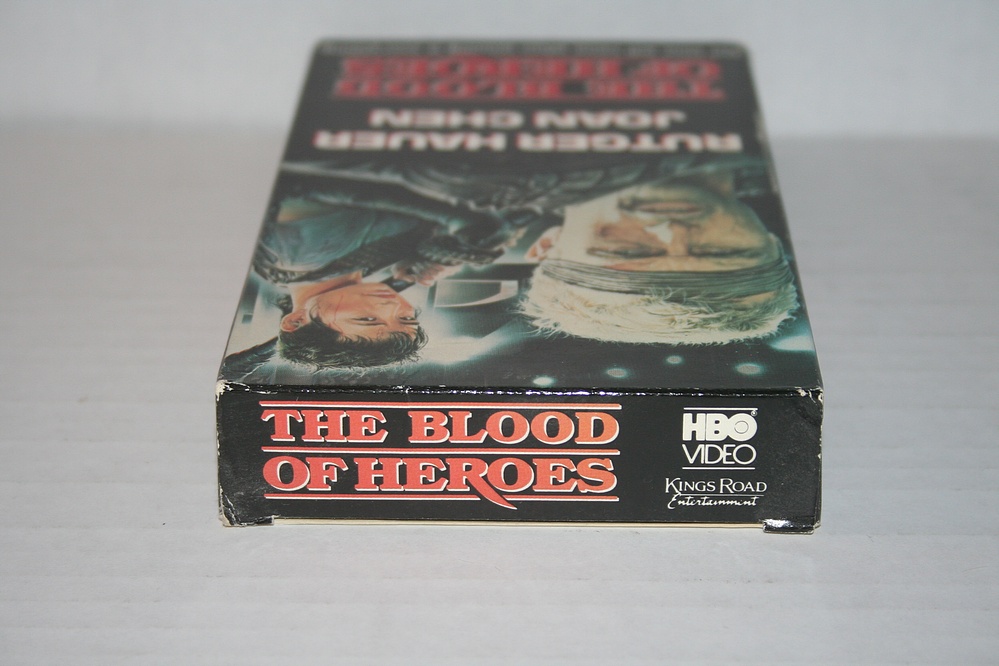 THE BLOOD
OF HEROES
RUTGER HAUER
JOAN CHEN
THE BLOOD
OF HEROES
HBO®
VIDEO
KINGS ROAD
Entertainment